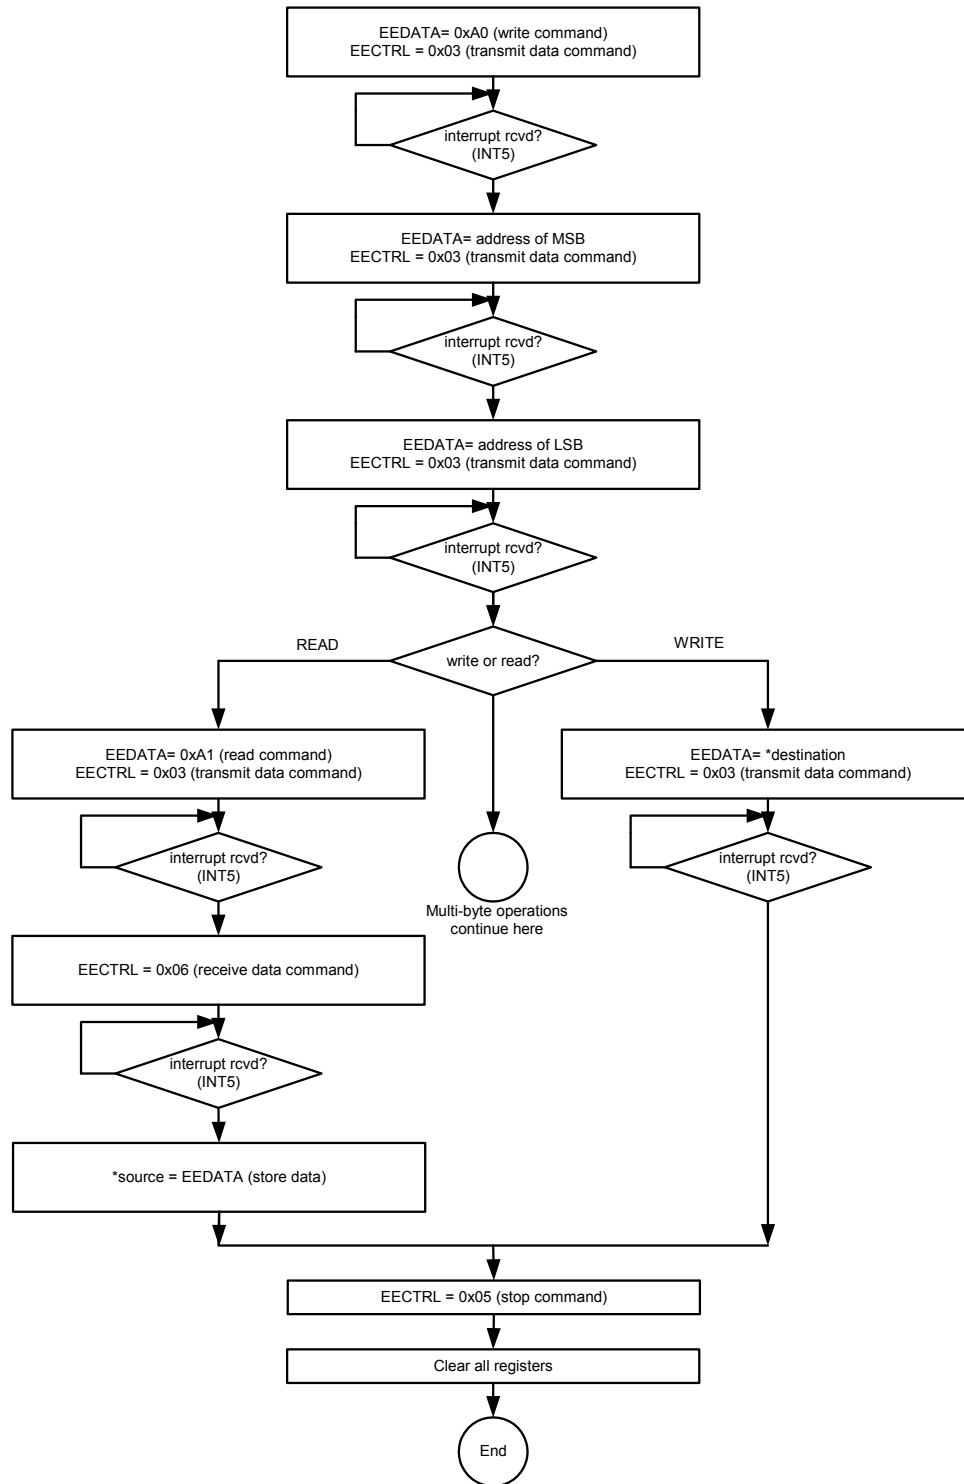 EEDATA= 0xA0 (write command)
EECTRL = 0x03 (transmit data command)
interrupt rcvd?
(INT5)
EEDATA= address of MSB
EECTRL = 0x03 (transmit data command)
interrupt rcvd?
(INT5)
EEDATA= address of LSB
EECTRL = 0x03 (transmit data command)
interrupt rcvd?
(INT5)
READ
write or read?
WRITE
EEDATA= 0xA1 (read command)
EECTRL = 0x03 (transmit data command)
EEDATA= *destination
EECTRL = 0x03 (transmit data command)
interrupt rcvd?
(INT5)
interrupt rcvd?
(INT5)
Multi-byte operations
continue here
EECTRL = 0x06 (receive data command)
interrupt rcvd?
(INT5)
*source = EEDATA (store data)
EECTRL = 0x05 (stop command)
Clear all registers
End